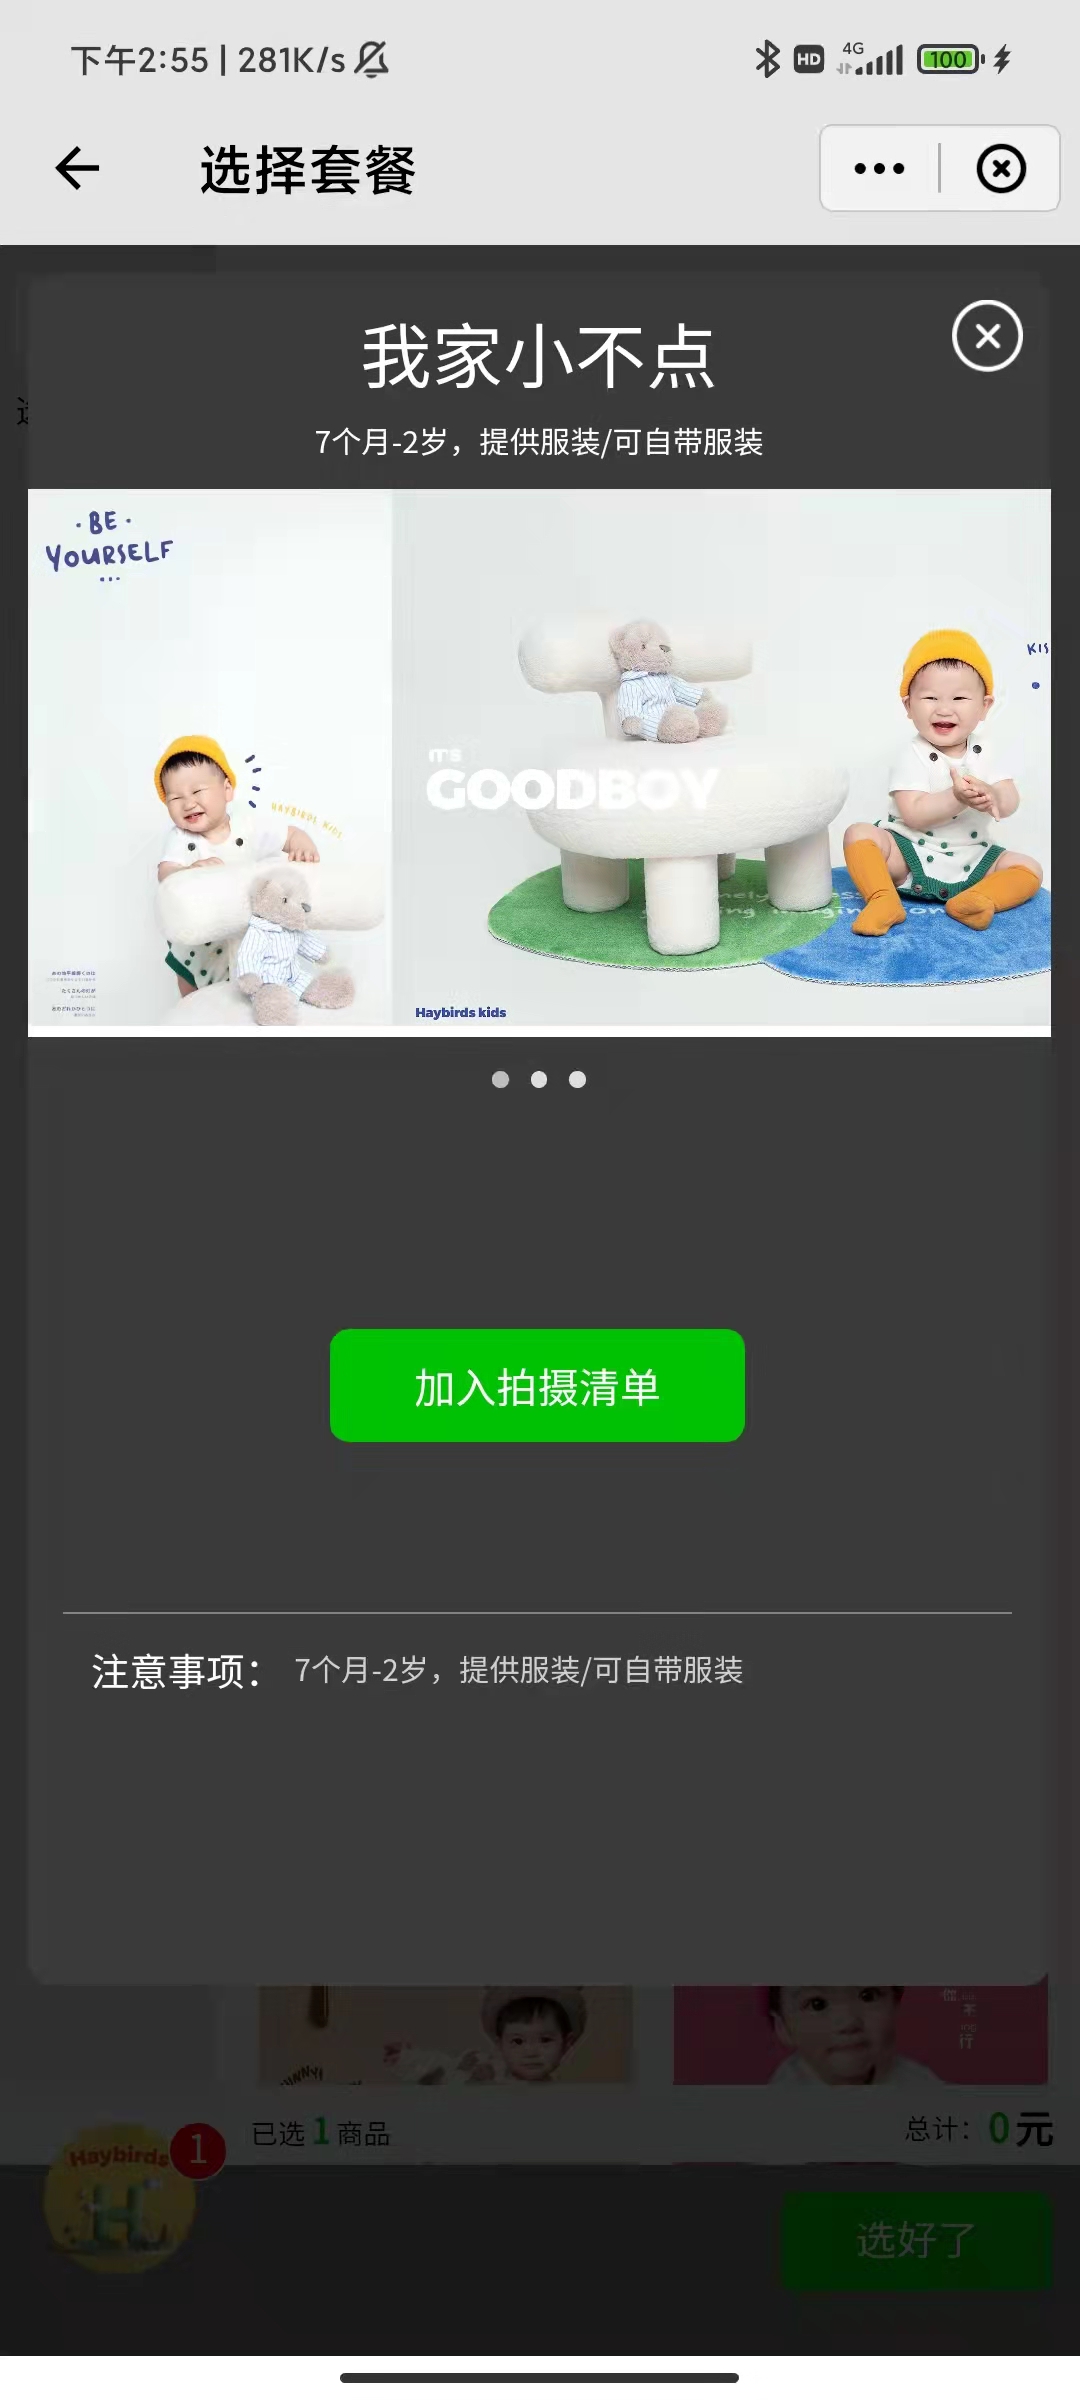 下午2:55 | 281K/s
HD
4G
100
选择套餐
我家小不点
7个月-2岁，提供服装/可自带服装
·BE·
YOURSELF
KIS
IT'S
GOODBOY
HAYBIRDS KIDS
Haybirds kids
加入拍摄清单
注意事项：
7个月-2岁，提供服装/可自带服装
行
已选 1 商品
总计：0元
Haybirds
H
1
选好了